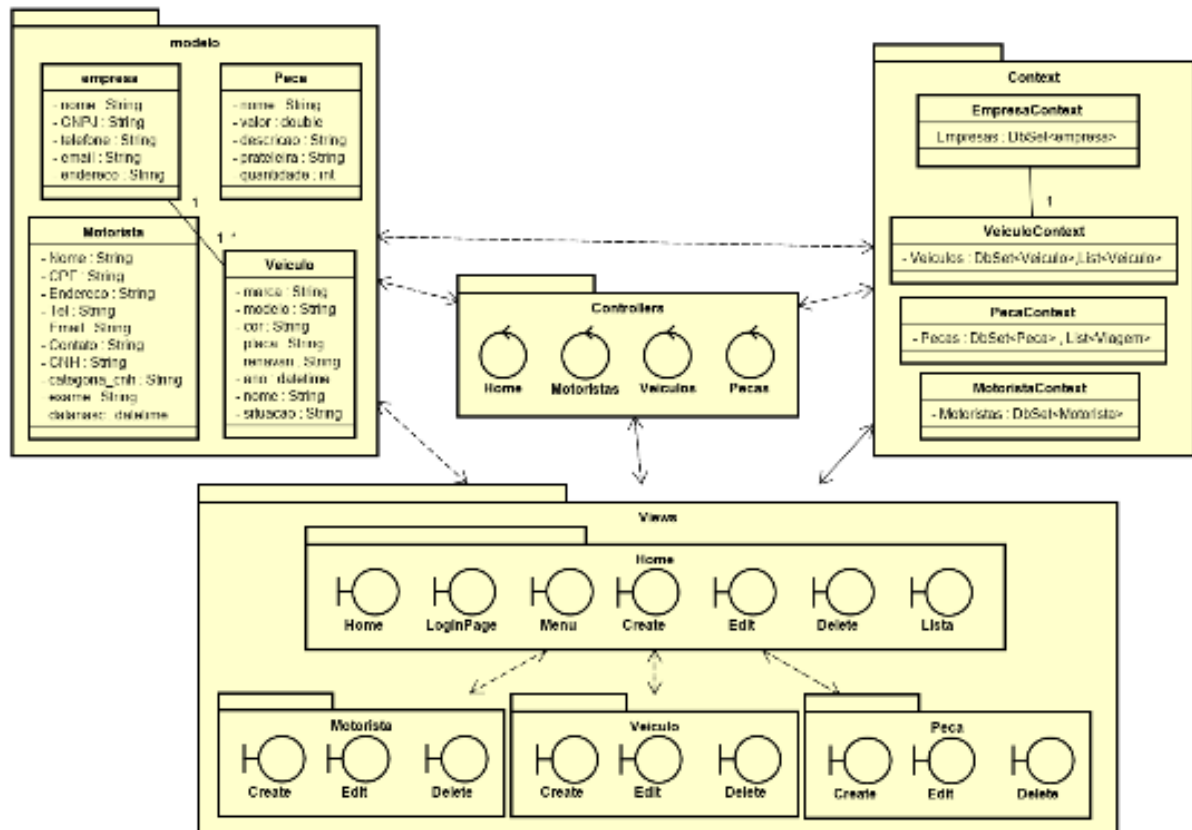 modelo
empresa
- nome : String
- CNPJ : String
- telefone : String
- email : String
endereco : String
Peca
- nome : String
- valor : double
- descricao : String
- prateleira : String
quantidade : int
1
1 *
Motorista
- Nome : String
- CPF : String
- Endereco : String
- Tel : String
Email : String
- Contato : String
- CNH : String
- categoria_cnh : String
- exame : String
datanasc : datetime
Veiculo
- marca : String
- modelo : String
- cor : String
placa : String
renavan : String
- ano : datetime
- nome : String
- situacao : String
Controllers
Home
Motoristas
Veiculos
Pecas
Context
EmpresaContext
Empresas : DbSet<empresa>
1
VeiculoContext
- Veiculos : DbSet<Veiculo>,List<Veiculo>
PecaContext
- Pecas : DbSet<Peca> , List<Viagem>
MotoristaContext
- Motoristas : DbSet<Motorista>
Views
Home
Home
LoginPage
Menu
Create
Edit
Delete
Lista
Motorista
Create
Edit
Delete
Veiculo
Create
Edit
Delete
Peca
Create
Edit
Delete